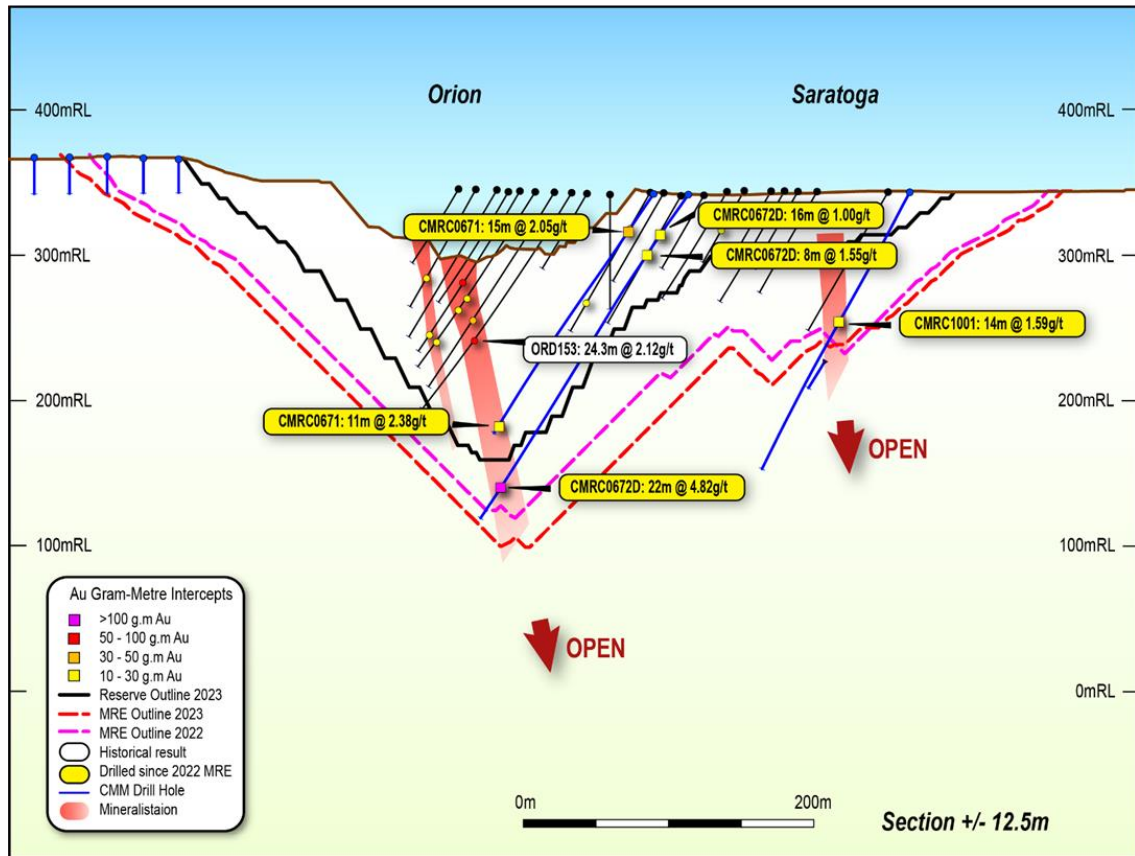 Orion
Saratoga
400mRL
400mRL
CMRC0671: 15m @ 2.05g/t
CMRC0672D: 16m @ 1.00g/t
300mRL
CMRC0672D: 8m @ 1.55g/t
300mRL
CMRC1001: 14m @ 1.59g/t
ORD153: 24.3m @ 2.12g/t
200mRL
200mRL
CMRC0671: 11m @ 2.38g/t
OPEN
CMRC0672D: 22m @ 4.82g/t
100mRL
100mRL
Au Gram-Metre Intercepts
>100 g.m Au
50 - 100 g.m Au
30 - 50 g.m Au
10 - 30 g.m Au
Reserve Outline 2023
MRE Outline 2023
MRE Outline 2022
Historical result
Drilled since 2022 MRE
CMM Drill Hole
Mineralistaion
OPEN
0mRL
0m
200m
Section +/- 12.5m